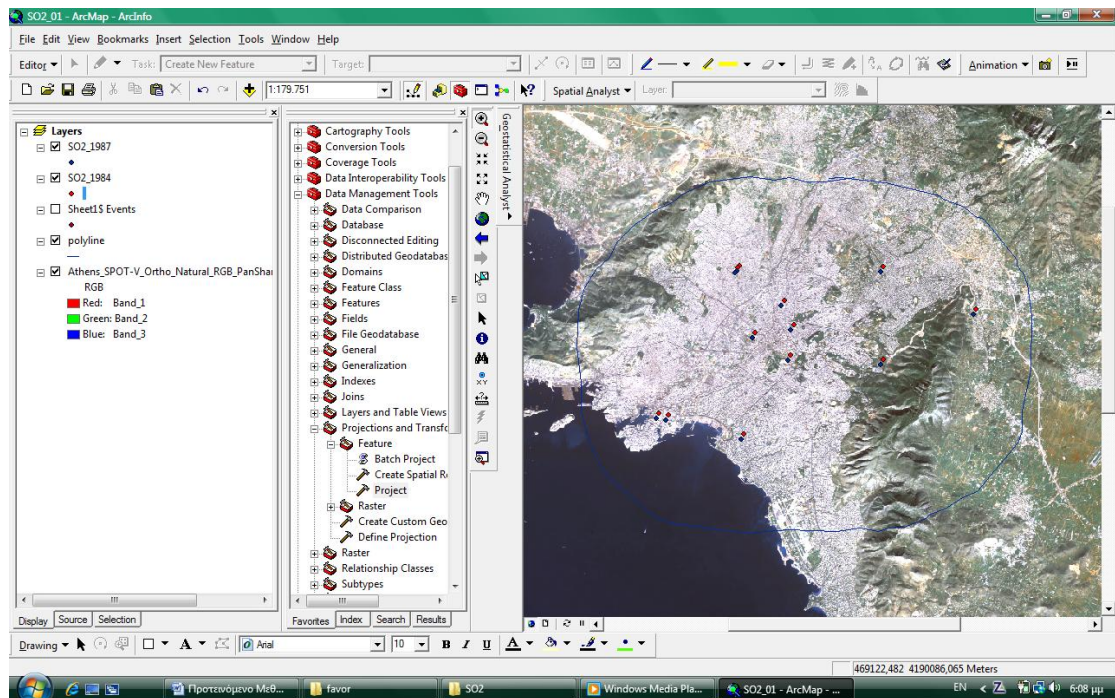 SO2_01 - ArcMap - ArcInfo
File Edit View Bookmarks Insert Selection Tools Window Help
Editor Task: Create New Feature Target: Animation
1:179.751 Spatial Analyst Layer:
Layers
SO2_1987
SO2_1984
Sheet1$ Events
polyline
Athens_SPOT-V_Ortho_Natural_RGB_PanShar
RGB
Red: Band_1
Green: Band_2
Blue: Band_3
Display Source Selection
Cartography Tools
Conversion Tools
Coverage Tools
Data Interoperability Tools
Data Management Tools
Data Comparison
Database
Disconnected Editing
Distributed Geodatabas
Domains
Feature Class
Features
Fields
File Geodatabase
General
Generalization
Indexes
Joins
Layers and Table Views
Projections and Transfo
Feature
Batch Project
Create Spatial Re
Project
Raster
Create Custom Geo
Define Projection
Raster
Relationship Classes
Subtypes
Favorites Index Search Results
Geostatistical Analyst
XY
Drawing A Arial 10 B I U A
469122,482 4190086,065 Meters
Προτεινόμενο Μεθ... favor SO2 Windows Media Pla... SO2_01 - ArcMap - ... EN 6:08 μμ